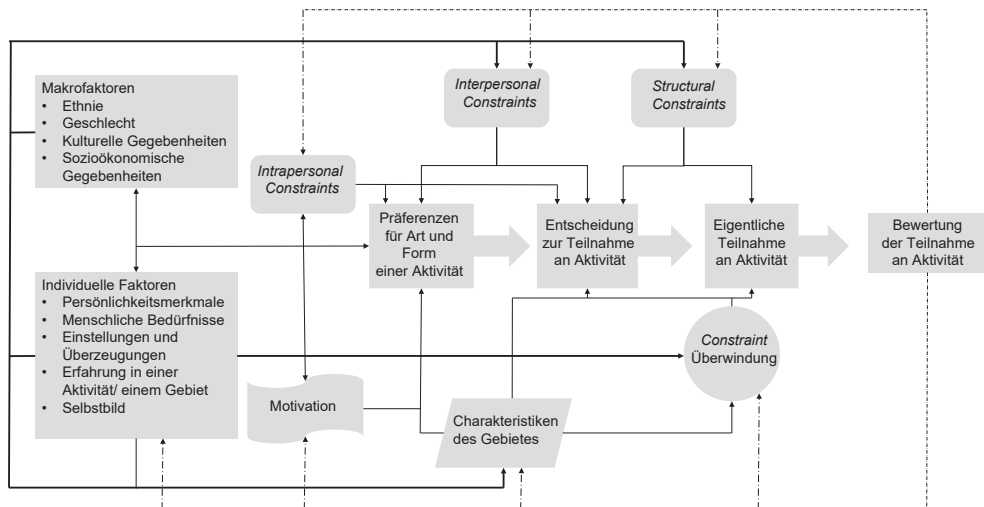 Makrofaktoren
• Ethnie
• Geschlecht
• Kulturelle Gegebenheiten
• Sozioökonomische
Gegebenheiten
Interpersonal
Constraints
Structural
Constraints
Intrapersonal
Constraints
Präferenzen
für Art und
Form
einer Aktivität
Entscheidung
zur Teilnahme
an Aktivität
Eigentliche
Teilnahme
an Aktivität
Bewertung
der Teilnahme
an Aktivität
Individuelle Faktoren
• Persönlichkeitsmerkmale
• Menschliche Bedürfnisse
• Einstellungen und
Überzeugungen
• Erfahrung in einer
Aktivität/ einem Gebiet
• Selbstbild
Motivation
Charakteristiken
des Gebietes
Constraint
Überwindung